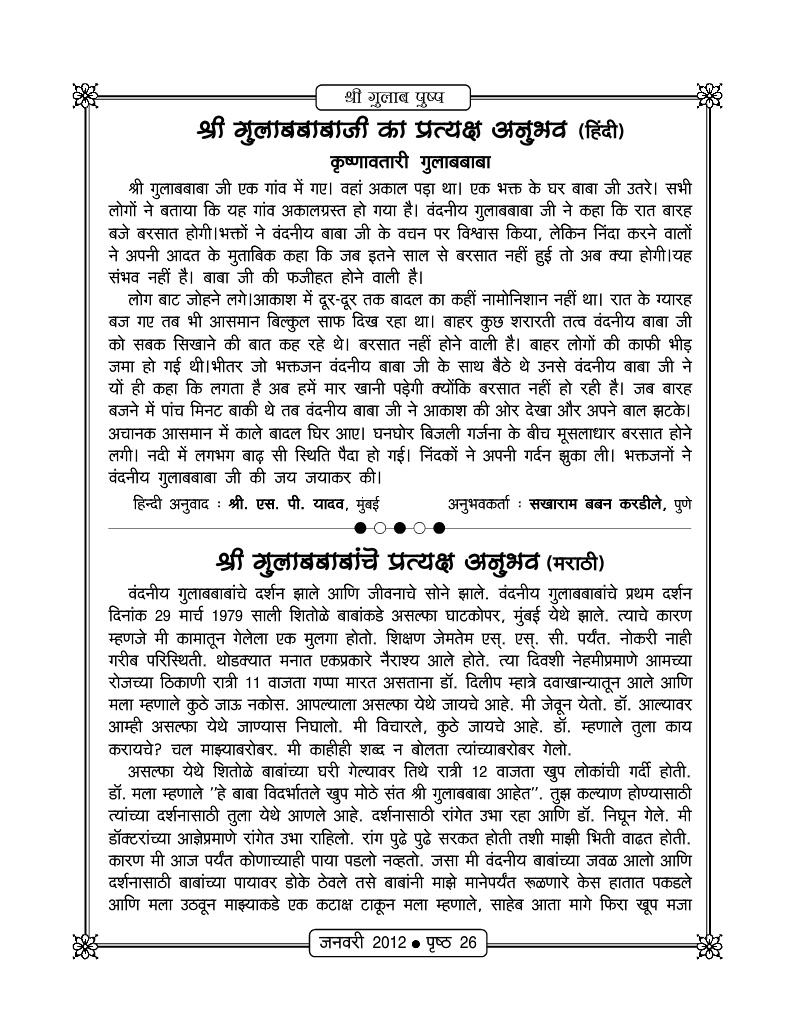 श्री गुलाब पुष्प
श्री गुलाबबाबाजी का प्रत्यक्ष अनुभव (हिंदी)
कृष्णावतारी गुलाबबाबा
श्री गुलाबबाबा जी एक गांव में गए। वहां अकाल पड़ा था। एक भक्त के घर बाबा जी उतरे। सभी
लोगों ने बताया कि यह गांव अकालग्रस्त हो गया है। वंदनीय गुलाबबाबा जी ने कहा कि रात बारह
बजे बरसात होगी।भक्तों ने वंदनीय बाबा जी के वचन पर विश्वास किया, लेकिन निंदा करने वालों
ने अपनी आदत के मुताबिक कहा कि जब इतने साल से बरसात नहीं हुई तो अब क्या होगी।यह
संभव नहीं है। बाबा जी की फजीहत होने वाली है।
लोग बाट जोहने लगे।आकाश में दूर-दूर तक बादल का कहीं नामोनिशान नहीं था। रात के ग्यारह
बज गए तब भी आसमान बिल्कुल साफ दिख रहा था। बाहर कुछ शरारती तत्व वंदनीय बाबा जी
को सबक सिखाने की बात कह रहे थे। बरसात नहीं होने वाली है। बाहर लोगों की काफी भीड़
जमा हो गई थी।भीतर जो भक्तजन वंदनीय बाबा जी के साथ बैठे थे उनसे वंदनीय बाबा जी ने
यों ही कहा कि लगता है अब हमें मार खानी पड़ेगी क्योंकि बरसात नहीं हो रही है। जब बारह
बजने में पांच मिनट बाकी थे तब वंदनीय बाबा जी ने आकाश की ओर देखा और अपने बाल झटके।
अचानक आसमान में काले बादल घिर आए। घनघोर बिजली गर्जना के बीच मूसलाधार बरसात होने
लगी। नदी में लगभग बाढ़ सी स्थिति पैदा हो गई। निंदकों ने अपनी गर्दन झुका ली। भक्तजनों ने
वंदनीय गुलाबबाबा जी की जय जयाकर की।
हिन्दी अनुवाद : श्री. एस. पी. यादव, मुंबई अनुभवकर्ता : सखाराम बबन करडीले, पुणे
श्री गुलाबबाबांचे प्रत्यक्ष अनुभव (मराठी)
वंदनीय गुलाबबाबांचे दर्शन झाले आणि जीवनाचे सोने झाले. वंदनीय गुलाबबाबांचे प्रथम दर्शन
दिनांक 29 मार्च 1979 साली शितोळे बाबांकडे असल्फा घाटकोपर, मुंबई येथे झाले. त्याचे कारण
म्हणजे मी कामातून गेलेला एक मुलगा होतो. शिक्षण जेमतेम एस्. एस्. सी. पर्यंत. नोकरी नाही
गरीब परिस्थिती. थोडक्यात मनात एकप्रकारे नैराश्य आले होते. त्या दिवशी नेहमीप्रमाणे आमच्या
रोजच्या ठिकाणी रात्री 11 वाजता गप्पा मारत असताना डॉ. दिलीप म्हात्रे दवाखान्यातून आले आणि
मला म्हणाले कुठे जाऊ नकोस. आपल्याला असल्फा येथे जायचे आहे. मी जेवून येतो. डॉ. आल्यावर
आम्ही असल्फा येथे जाण्यास निघालो. मी विचारले, कुठे जायचे आहे. डॉ. म्हणाले तुला काय
करायचे? चल माझ्याबरोबर. मी काहीही शब्द न बोलता त्यांच्याबरोबर गेलो.
असल्फा येथे शितोळे बाबांच्या घरी गेल्यावर तिथे रात्री 12 वाजता खुप लोकांची गर्दी होती.
डॉ. मला म्हणाले ''हे बाबा विदर्भातले खुप मोठे संत श्री गुलाबबाबा आहेत''. तुझ कल्याण होण्यासाठी
त्यांच्या दर्शनासाठी तुला येथे आणले आहे. दर्शनासाठी रांगेत उभा रहा आणि डॉ. निघून गेले. मी
डॉक्टरांच्या आज्ञेप्रमाणे रांगेत उभा राहिलो. रांग पुढे पुढे सरकत होती तशी माझी भिती वाढत होती.
कारण मी आज पर्यंत कोणाच्याही पाया पडलो नव्हतो. जसा मी वंदनीय बाबांच्या जवळ आलो आणि
दर्शनासाठी बाबांच्या पायावर डोके ठेवले तसे बाबांनी माझे मानेपर्यंत रूळणारे केस हातात पकडले
आणि मला उठवून माझ्याकडे एक कटाक्ष टाकून मला म्हणाले, साहेब आता मागे फिरा खूप मजा
जनवरी 2012 ● पृष्ठ 26